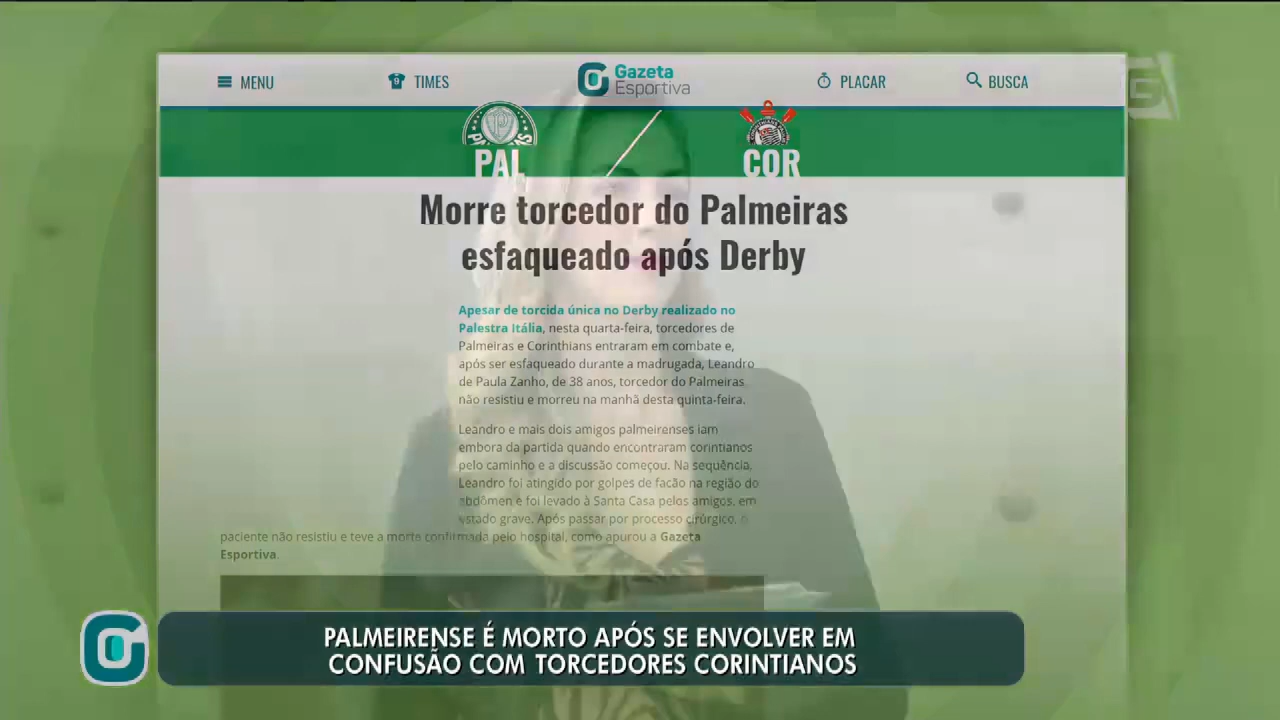 MENU
TIMES
Gazeta
Esportiva
PLACAR
BUSCA
PAL
COR
Morre torcedor do Palmeiras
esfaqueado após Derby
Apesar de torcida única no Derby realizado no
Palestra Itália, nesta quarta-feira, torcedores de
Palmeiras e Corinthians entraram em combate e,
após ser esfaqueado durante a madrugada, Leandro
de Paula Zanho, de 38 anos, torcedor do Palmeiras
não resistiu e morreu na manhã desta quinta-feira.
Leandro e mais dois amigos palmeirenses iam
embora da partida quando encontraram corintianos
pelo caminho e a discussão começou. Na sequência,
Leandro foi atingido por golpes de facão na região do
abdômen e foi levado à Santa Casa pelos amigos, em
estado grave. Após passar por processo cirúrgico, o
paciente não resistiu e teve a morte confirmada pelo hospital, como apurou a Gazeta
Esportiva.
PALMEIRENSE É MORTO APÓS SE ENVOLVER EM
CONFUSÃO COM TORCEDORES CORINTIANOS